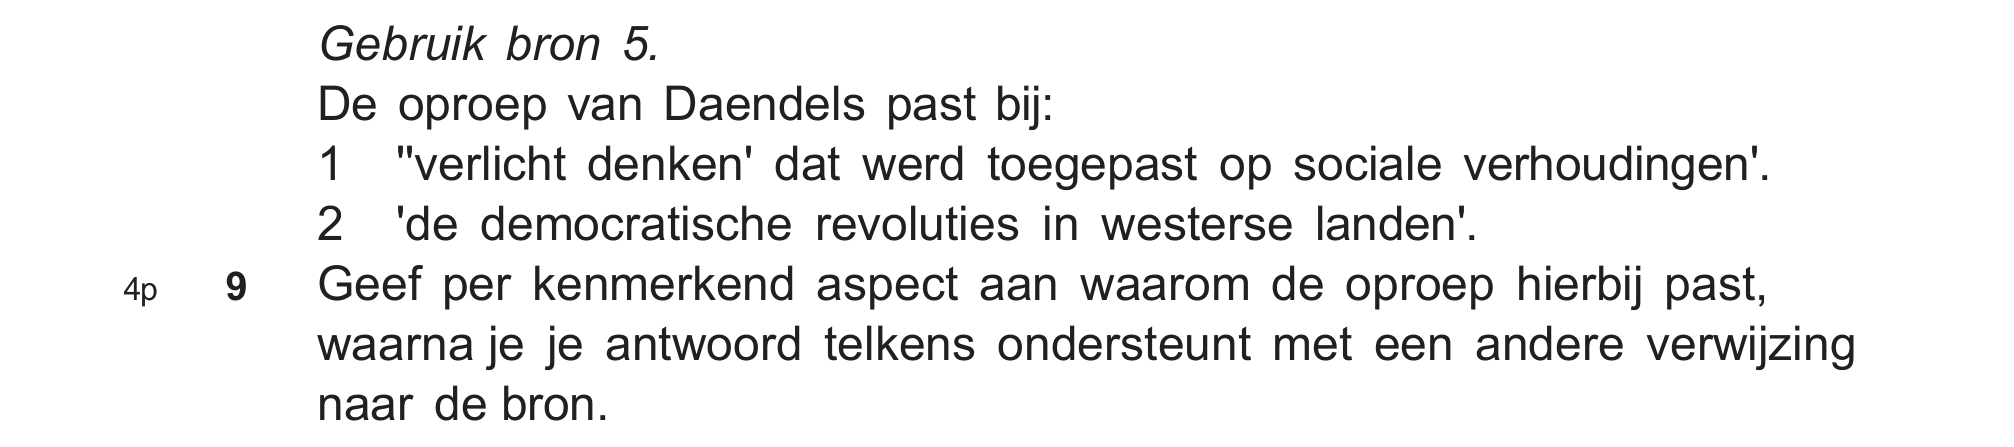 Gebruik bron 5.
De oproep van Daendels past bij:
1 "verlicht denken' dat werd toegepast op sociale verhoudingen'.
2 'de democratische revoluties in westerse landen'.
4p 9 Geef per kenmerkend aspect aan waarom de oproep hierbij past,
waarna je je antwoord telkens ondersteunt met een andere verwijzing
naar de bron.